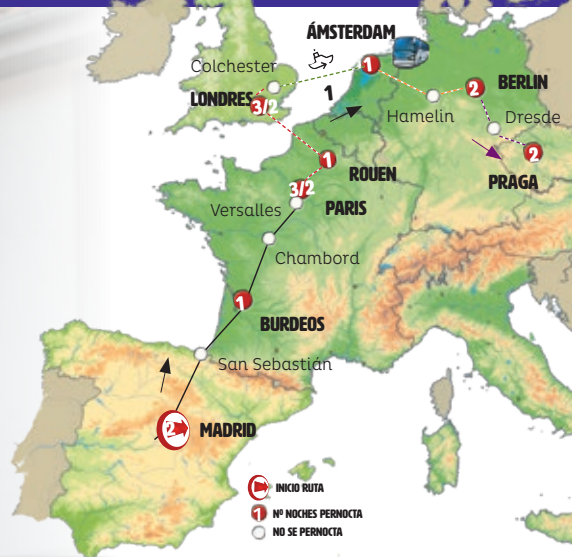 ÁMSTERDAM
Colchester
1
BERLIN
2
LONDRES
3/2
1
Hamelin
Dresde
1
ROUEN
2
PRAGA
3/2
PARIS
Versalles
Chambord
1
BURDEOS
San Sebastián
2
MADRID
INICIO RUTA
1 Nº NOCHES PERNOCTA
NO SE PERNOCTA